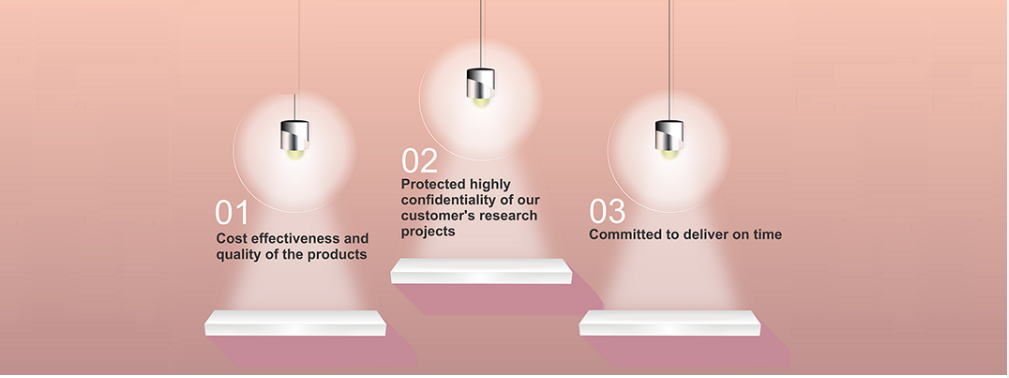 01
Cost effectiveness and
quality of the products
02
Protected highly
confidentiality of our
customer's research
projects
03
Committed to deliver on time